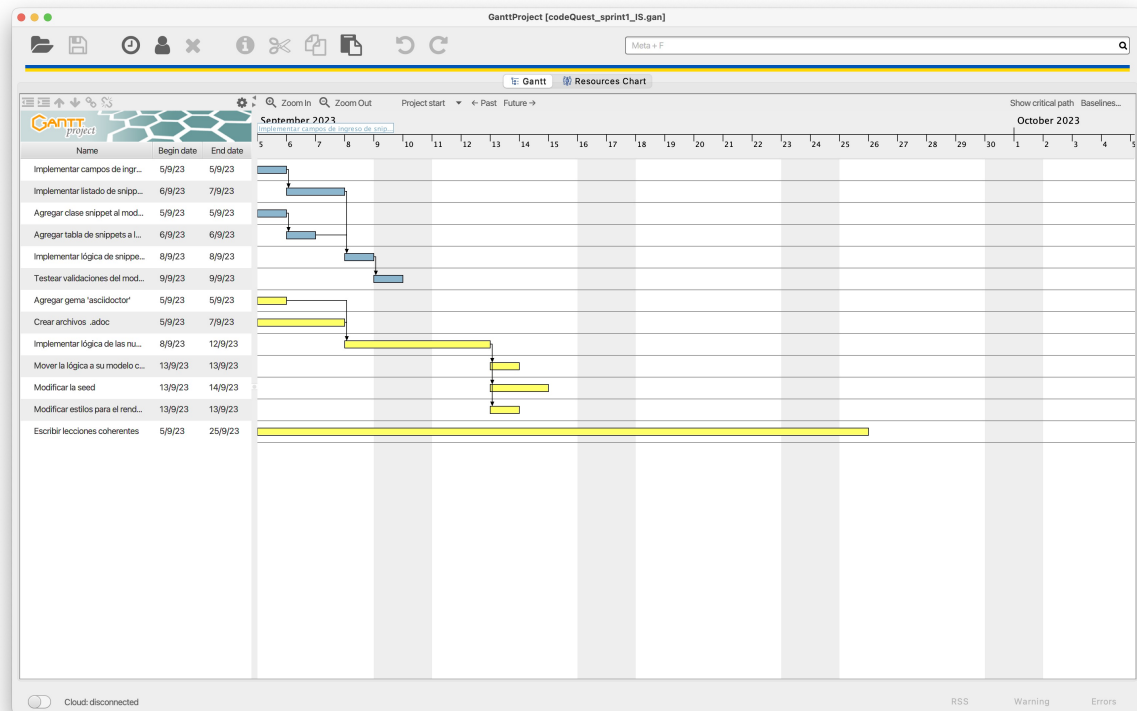 GanttProject [codeQuest_sprint1_IS.gan]
Meta + F
Gantt
Resources Chart
Zoom In Zoom Out Project start ← Past Future → Show critical path Baselines...
GANTT project
September 2023 October 2023
Implementar campos de ingreso de snip...
5 6 7 8 9 10 11 12 13 14 15 16 17 18 19 20 21 22 23 24 25 26 27 28 29 30 1 2 3 4 5
Name Begin date End date
Implementar campos de ingr... 5/9/23 5/9/23
Implementar listado de snipp... 6/9/23 7/9/23
Agregar clase snippet al mod... 5/9/23 5/9/23
Agregar tabla de snippets a l... 6/9/23 6/9/23
Implementar lógica de snippe... 8/9/23 8/9/23
Testear validaciones del mod... 9/9/23 9/9/23
Agregar gema 'asciidoctor' 5/9/23 5/9/23
Crear archivos .adoc 5/9/23 7/9/23
Implementar lógica de las nu... 8/9/23 12/9/23
Mover la lógica a su modelo c... 13/9/23 13/9/23
Modificar la seed 13/9/23 14/9/23
Modificar estilos para el rend... 13/9/23 13/9/23
Escribir lecciones coherentes 5/9/23 25/9/23
Cloud: disconnected
RSS Warning Errors